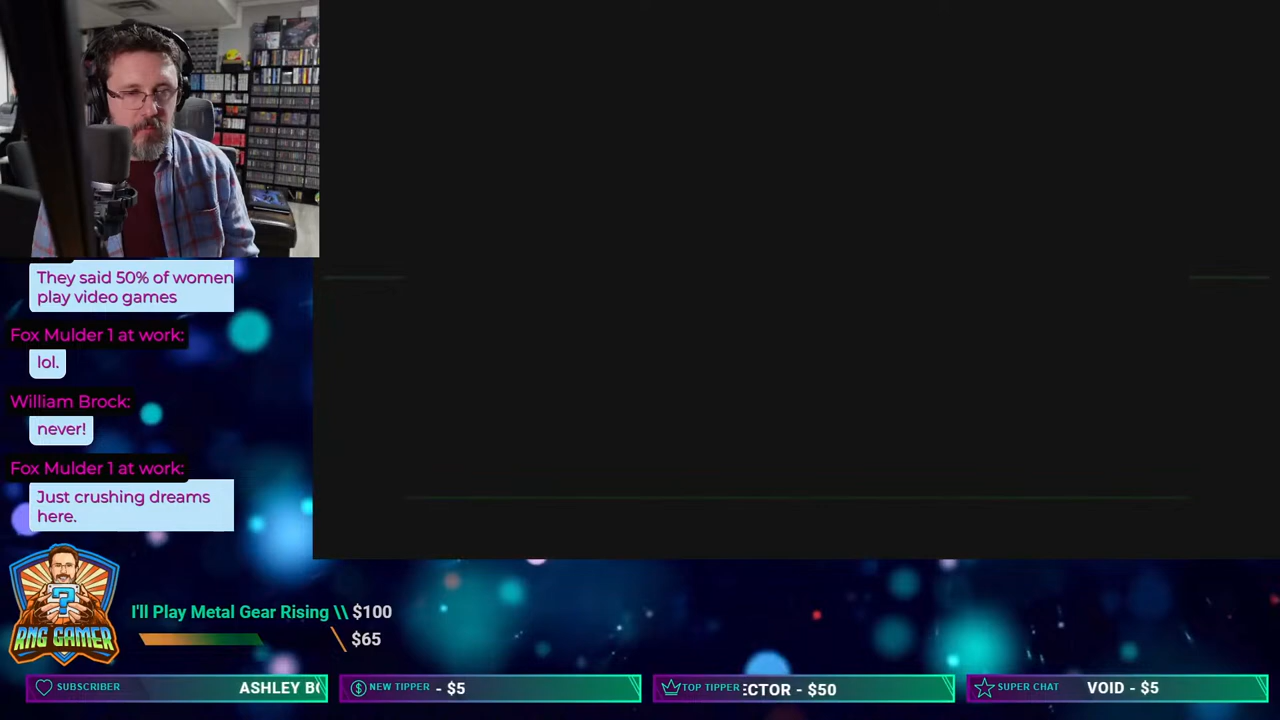 They said 50% of women
play video games
Fox Mulder 1 at work:
lol.
William Brock:
never!
Fox Mulder 1 at work:
Just crushing dreams
here.
?
RNG GAMER
I'll Play Metal Gear Rising \\ $100
$65
SUBSCRIBER
ASHLEY
NEW TIPPER - $5
TOP TIPPER
- $50
SUPER CHAT VOID - $5